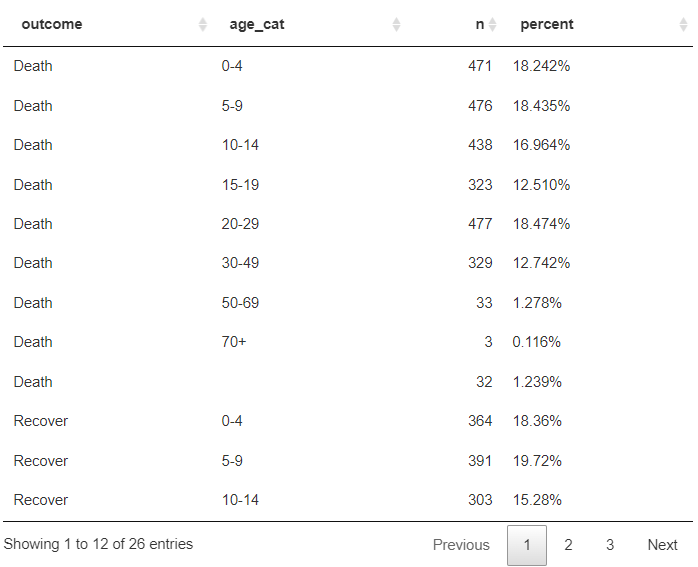 outcome age_cat n percent
Death 0-4 471 18.242%
Death 5-9 476 18.435%
Death 10-14 438 16.964%
Death 15-19 323 12.510%
Death 20-29 477 18.474%
Death 30-49 329 12.742%
Death 50-69 33 1.278%
Death 70+ 3 0.116%
Death 32 1.239%
Recover 0-4 364 18.36%
Recover 5-9 391 19.72%
Recover 10-14 303 15.28%
Showing 1 to 12 of 26 entries Previous 1 2 3 Next